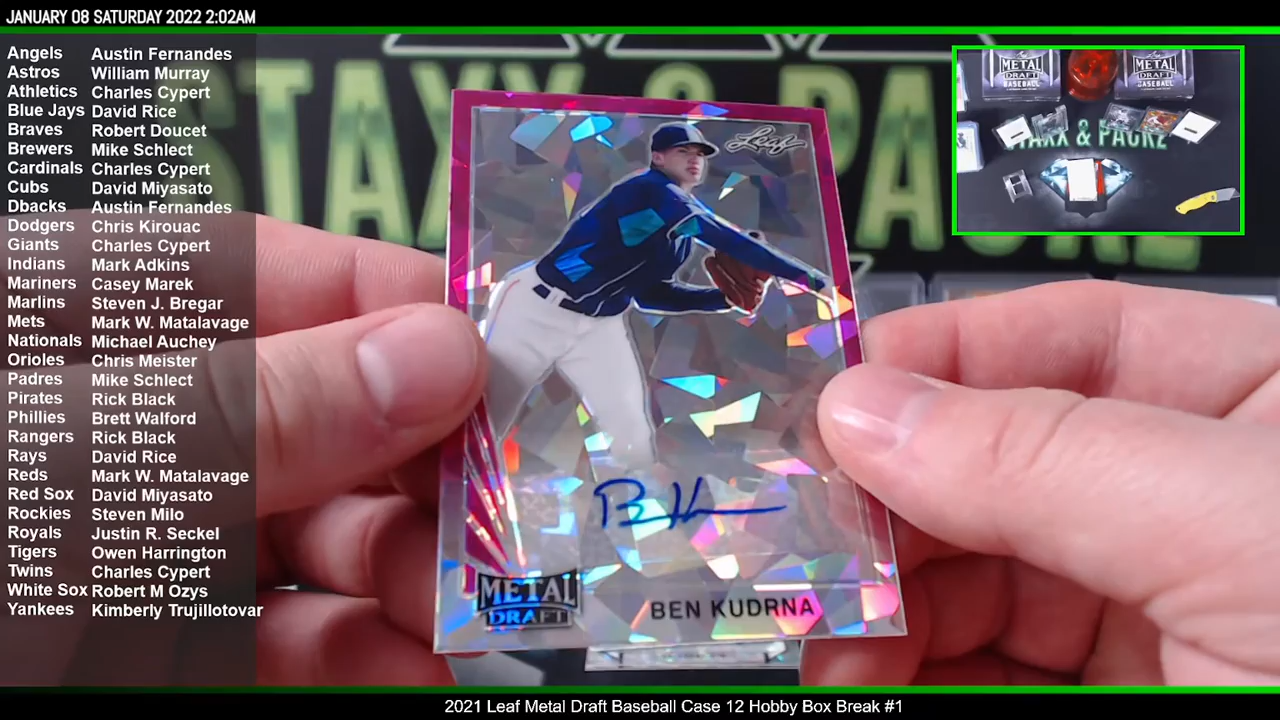 JANUARY 08 SATURDAY 2022 2:02AM
Angels Austin Fernandes
Astros William Murray
Athletics Charles Cypert
Blue Jays David Rice
Braves Robert Doucet
Brewers Mike Schlect
Cardinals Charles Cypert
Cubs David Miyasato
Dbacks Austin Fernandes
Dodgers Chris Kirouac
Giants Charles Cypert
Indians Mark Adkins
Mariners Casey Marek
Marlins Steven J. Bregar
Mets Mark W. Matalavage
Nationals Michael Auchey
Orioles Chris Meister
Padres Mike Schlect
Pirates Rick Black
Phillies Brett Walford
Rangers Rick Black
Rays David Rice
Reds Mark W. Matalavage
Red Sox David Miyasato
Rockies Steven Milo
Royals Justin R. Seckel
Tigers Owen Harrington
Twins Charles Cypert
White Sox Robert M Ozys
Yankees Kimberly Trujillotovar
STAXX & PACKZ
Leaf
METAL
DRAFT
BEN KUDRNA
METAL
DRAFT
BASEBALL
METAL
DRAFT
BASEBALL
TAXX & PACKZ
2021 Leaf Metal Draft Baseball Case 12 Hobby Box Break #1